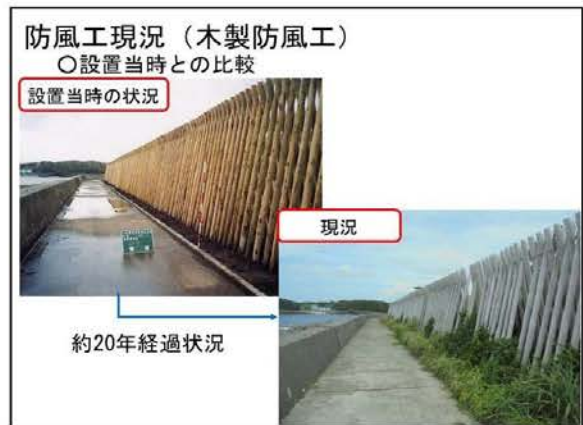 防風工現況（木製防風工）
○設置当時との比較
設置当時の状況
現況
約20年経過状況